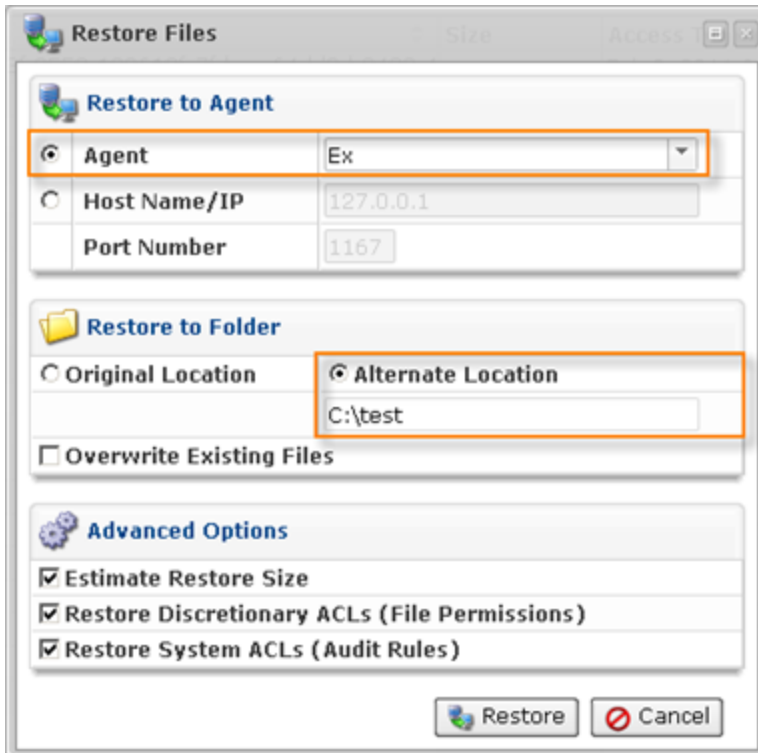 Restore Files Size Access T
Restore to Agent
Agent Ex
Host Name/IP 127.0.0.1
Port Number 1167
Restore to Folder
Original Location Alternate Location
C:\test
Overwrite Existing Files
Advanced Options
Estimate Restore Size
Restore Discretionary ACLs (File Permissions)
Restore System ACLs (Audit Rules)
Restore Cancel